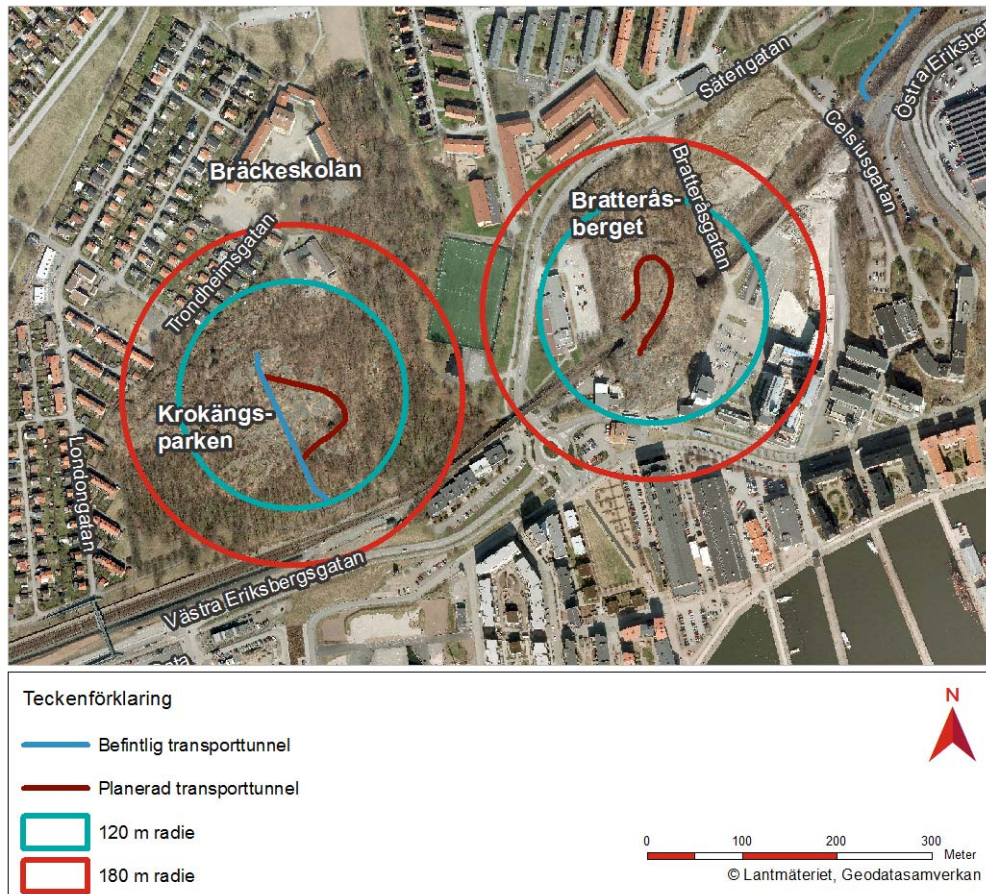 Säterigatan
Östra Eriksbe
Celsiusgatan
Bräckeskolan
Bratterås-
berget
Bratteråsgatan
Trondheimsgatan
Krokängs-
parken
Londongatan
Västra Eriksbergsgatan
Teckenförklaring
N
Befintlig transporttunnel
Planerad transporttunnel
120 m radie
180 m radie
0 100 200 300
Meter
© Lantmäteriet, Geodatasamverkan